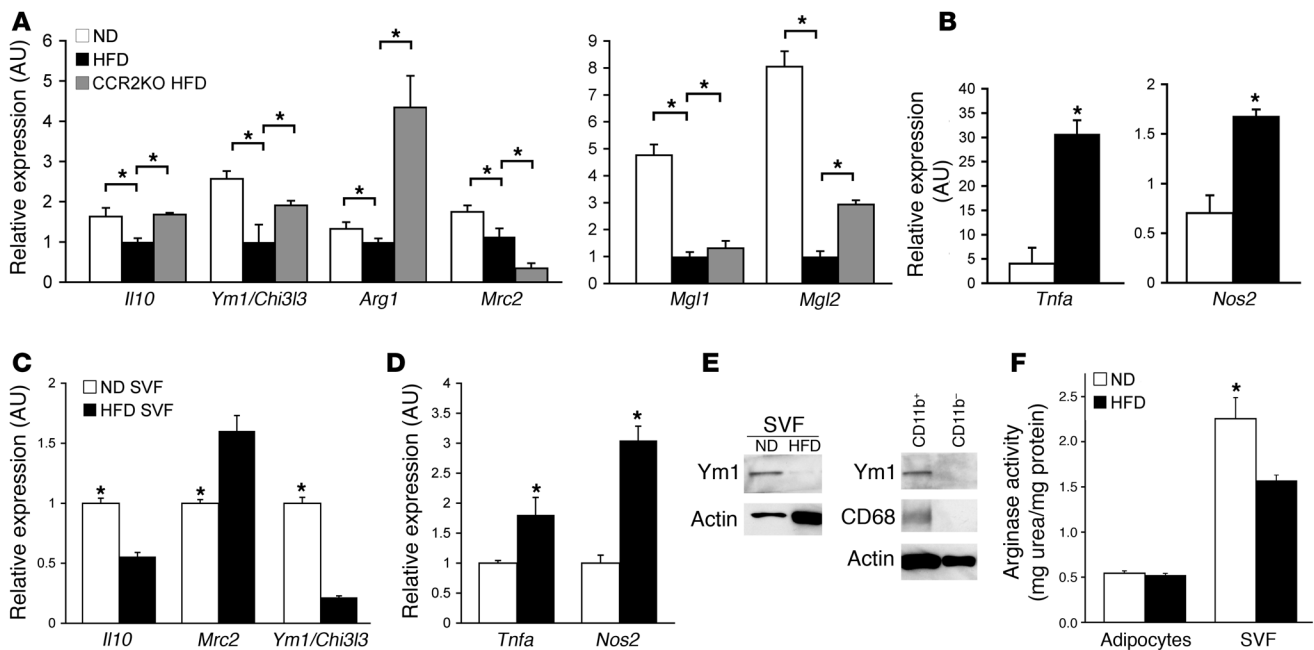 A
ND
HFD
CCR2KO HFD
Relative expression (AU)
6
5
4
3
2
1
0
Il10 Ym1/Chi3l3 Arg1 Mrc2
* * * * * * * *
9
8
7
6
5
4
3
2
1
0
Mgl1 Mgl2
* * * *
B
Relative expression
(AU)
40
35
30
25
20
15
10
5
0
Tnfa
*
2
1.5
1
0.5
0
Nos2
*
C
ND SVF
HFD SVF
Relative expression (AU)
2
1.5
1
0.5
0
Il10 Mrc2 Ym1/Chi3l3
* * *
D
Relative expression (AU)
4
3.5
3
2.5
2
1.5
1
0.5
0
Tnfa Nos2
* *
E
SVF
ND HFD
Ym1
Actin
CD11b+ CD11b–
Ym1
CD68
Actin
F
ND
HFD
Arginase activity
(mg urea/mg protein)
2.5
2.0
1.5
1.0
0.5
0.0
Adipocytes SVF
*